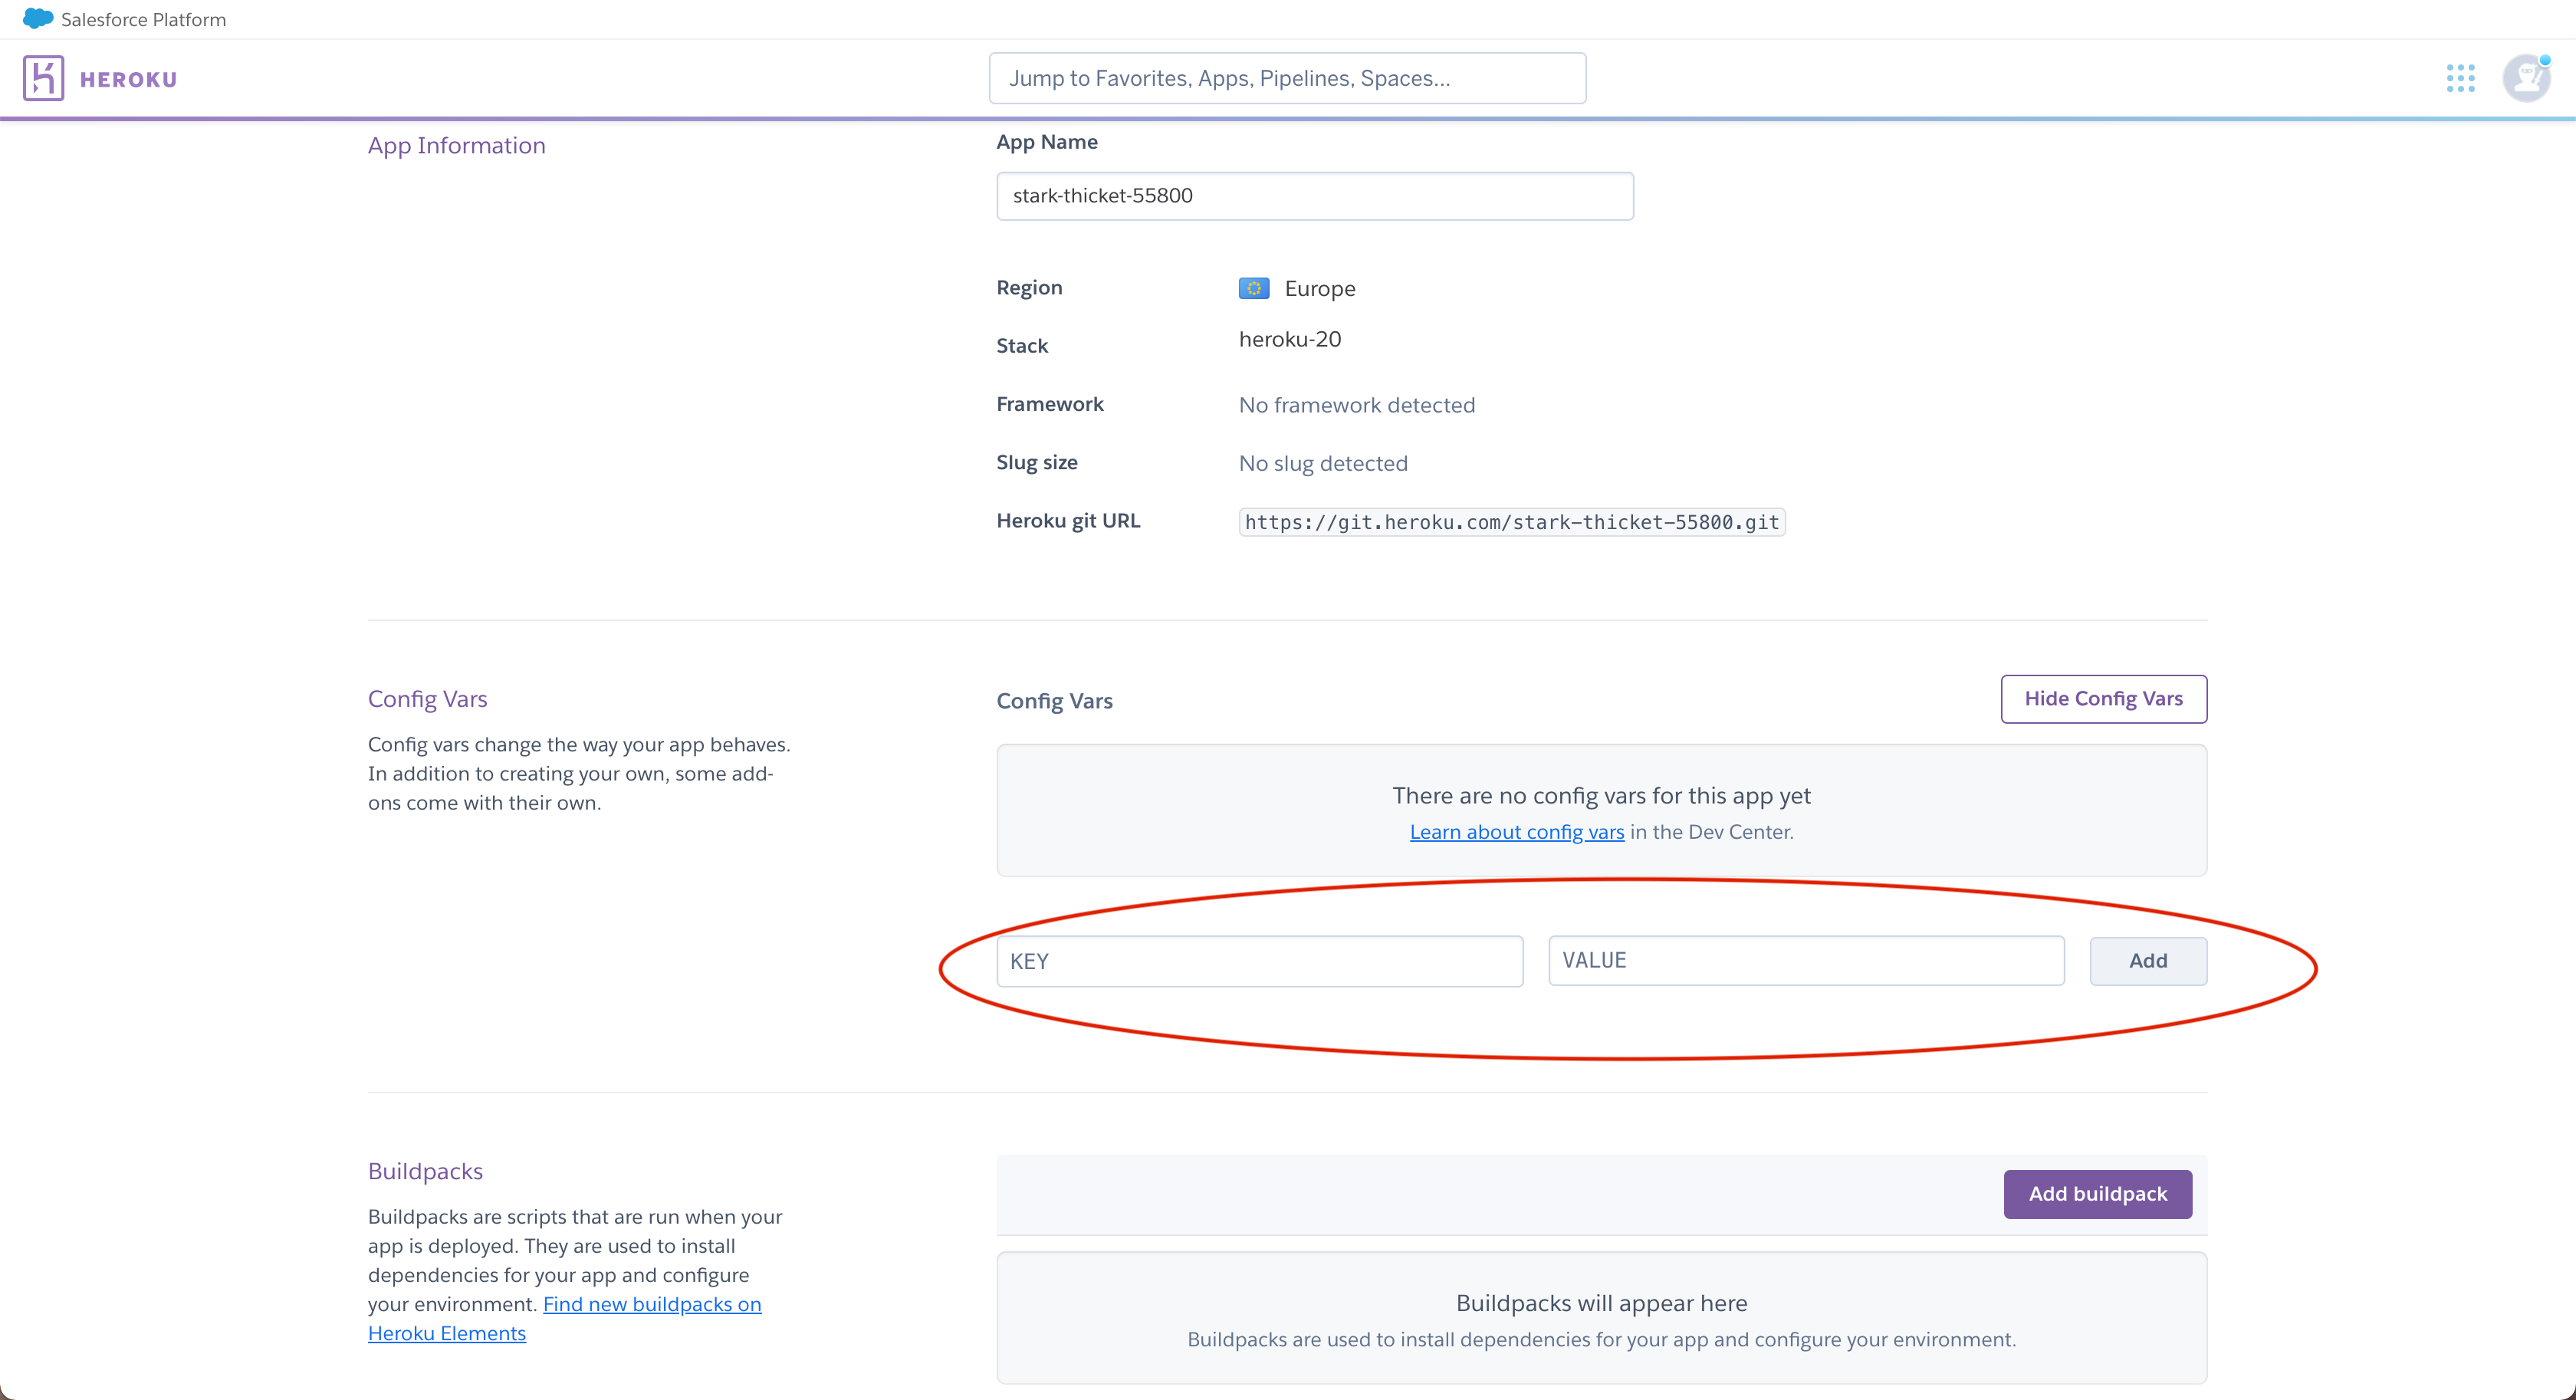 Salesforce Platform
HEROKU
Jump to Favorites, Apps, Pipelines, Spaces...
App Information
App Name
stark-thicket-55800
Region
Europe
Stack
heroku-20
Framework
No framework detected
Slug size
No slug detected
Heroku git URL
https://git.heroku.com/stark-thicket-55800.git
Config Vars
Config vars change the way your app behaves.
In addition to creating your own, some add-
ons come with their own.
Config Vars
Hide Config Vars
There are no config vars for this app yet
Learn about config vars in the Dev Center.
KEY
VALUE
Add
Buildpacks
Buildpacks are scripts that are run when your
app is deployed. They are used to install
dependencies for your app and configure
your environment. Find new buildpacks on
Heroku Elements
Add buildpack
Buildpacks will appear here
Buildpacks are used to install dependencies for your app and configure your environment.